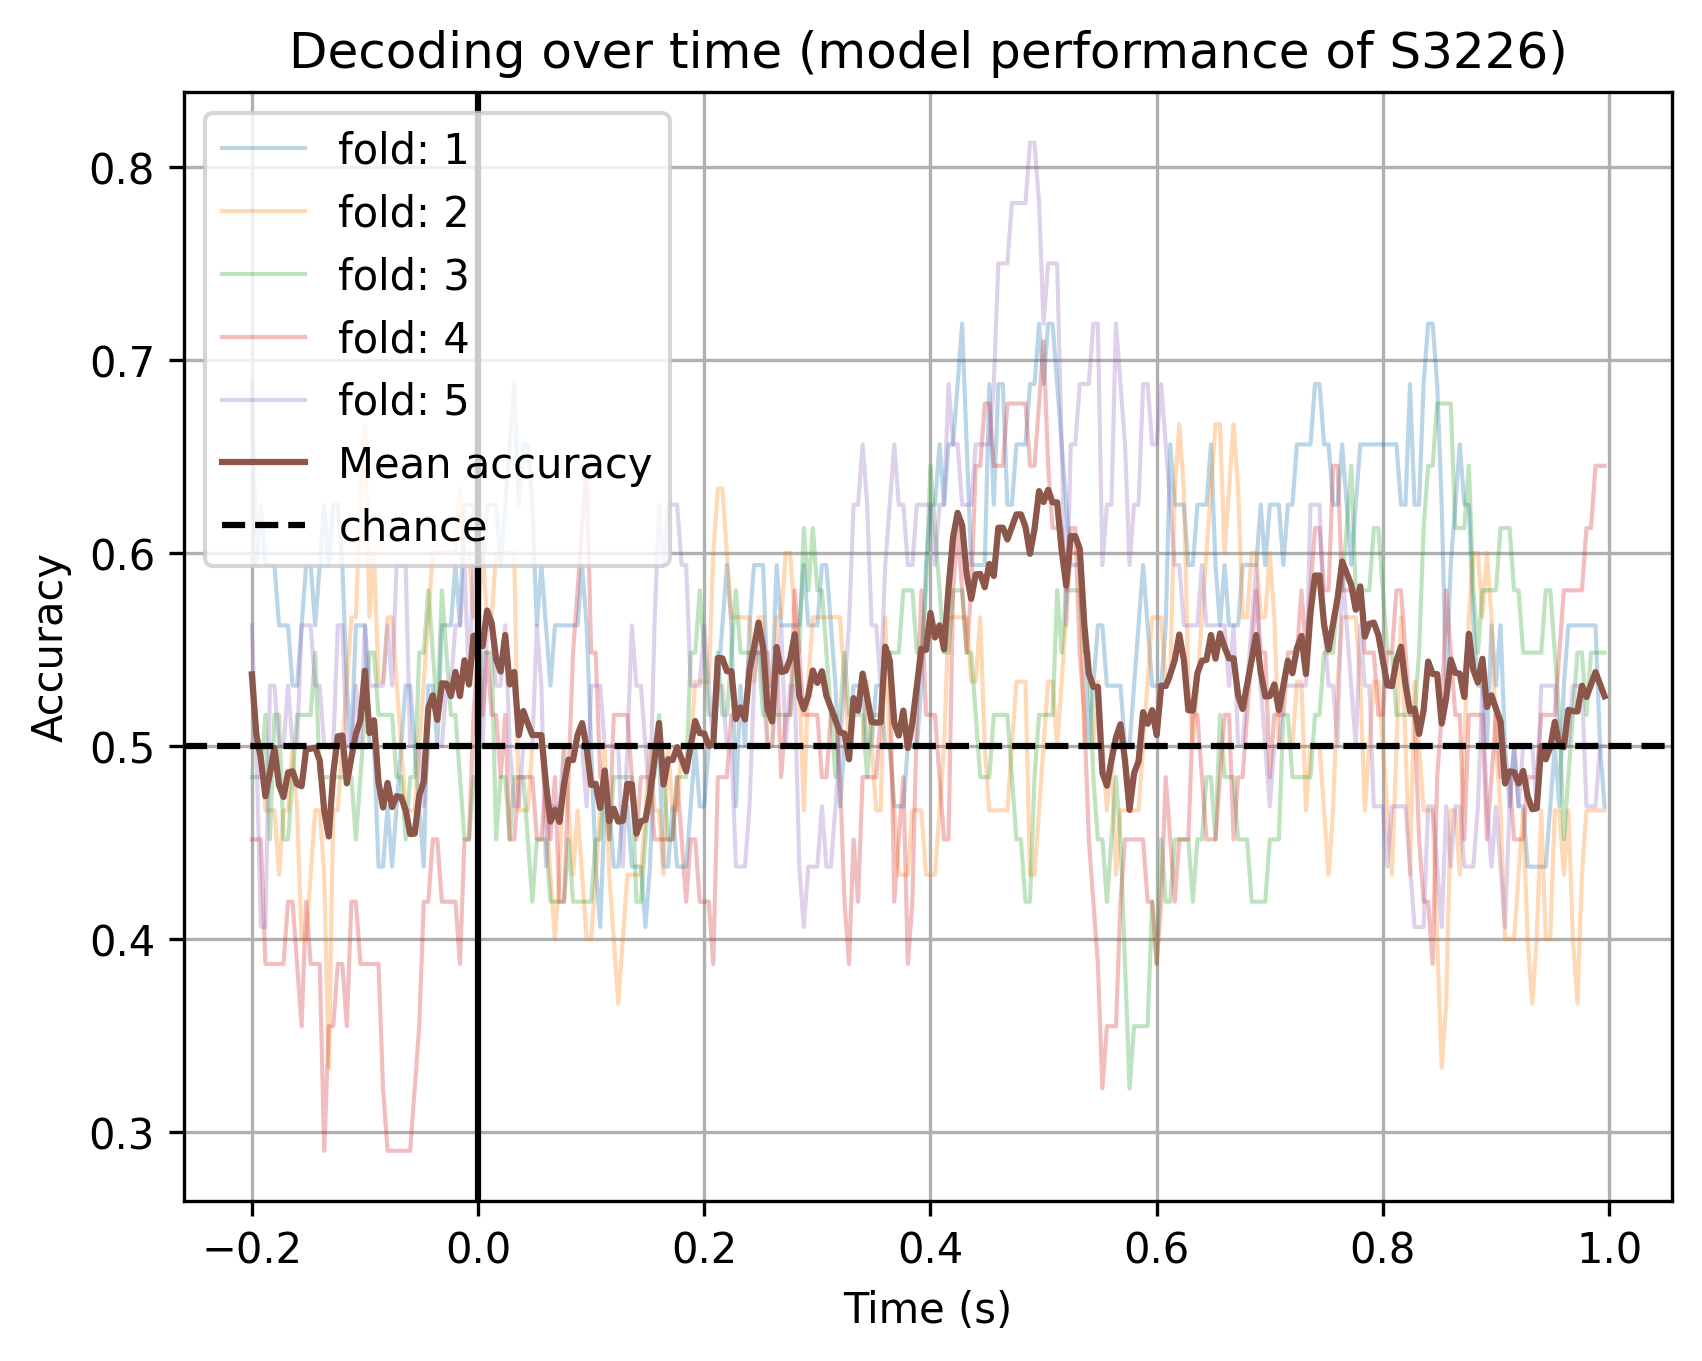 Decoding over time (model performance of S3226)
fold: 1
fold: 2
fold: 3
fold: 4
fold: 5
Mean accuracy
chance
Accuracy
0.8
0.7
0.6
0.5
0.4
0.3
−0.2
0.0
0.2
0.4
0.6
0.8
1.0
Time (s)